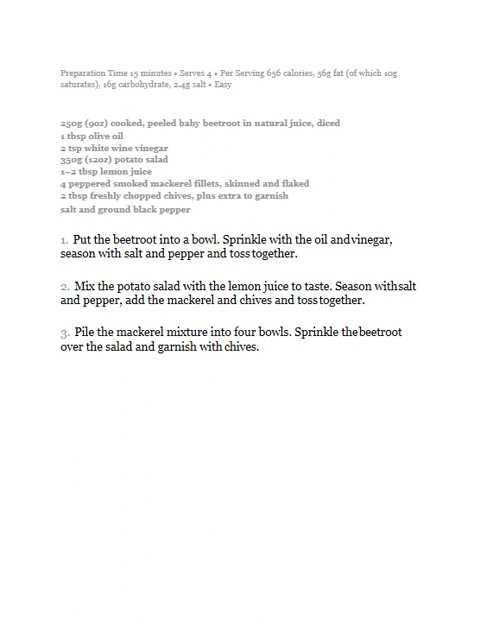 Preparation Time 15 minutes • Serves 4 • Per Serving 656 calories, 56g fat (of which 10g
saturates), 16g carbohydrate, 2.4g salt • Easy
250g (9oz) cooked, peeled baby beetroot in natural juice, diced
1 tbsp olive oil
2 tsp white wine vinegar
350g (12oz) potato salad
1–2 tbsp lemon juice
4 peppered smoked mackerel fillets, skinned and flaked
2 tbsp freshly chopped chives, plus extra to garnish
salt and ground black pepper
1. Put the beetroot into a bowl. Sprinkle with the oil andvinegar,
season with salt and pepper and toss together.
2. Mix the potato salad with the lemon juice to taste. Season withsalt
and pepper, add the mackerel and chives and tosstogether.
3. Pile the mackerel mixture into four bowls. Sprinkle thebeetroot
over the salad and garnish with chives.